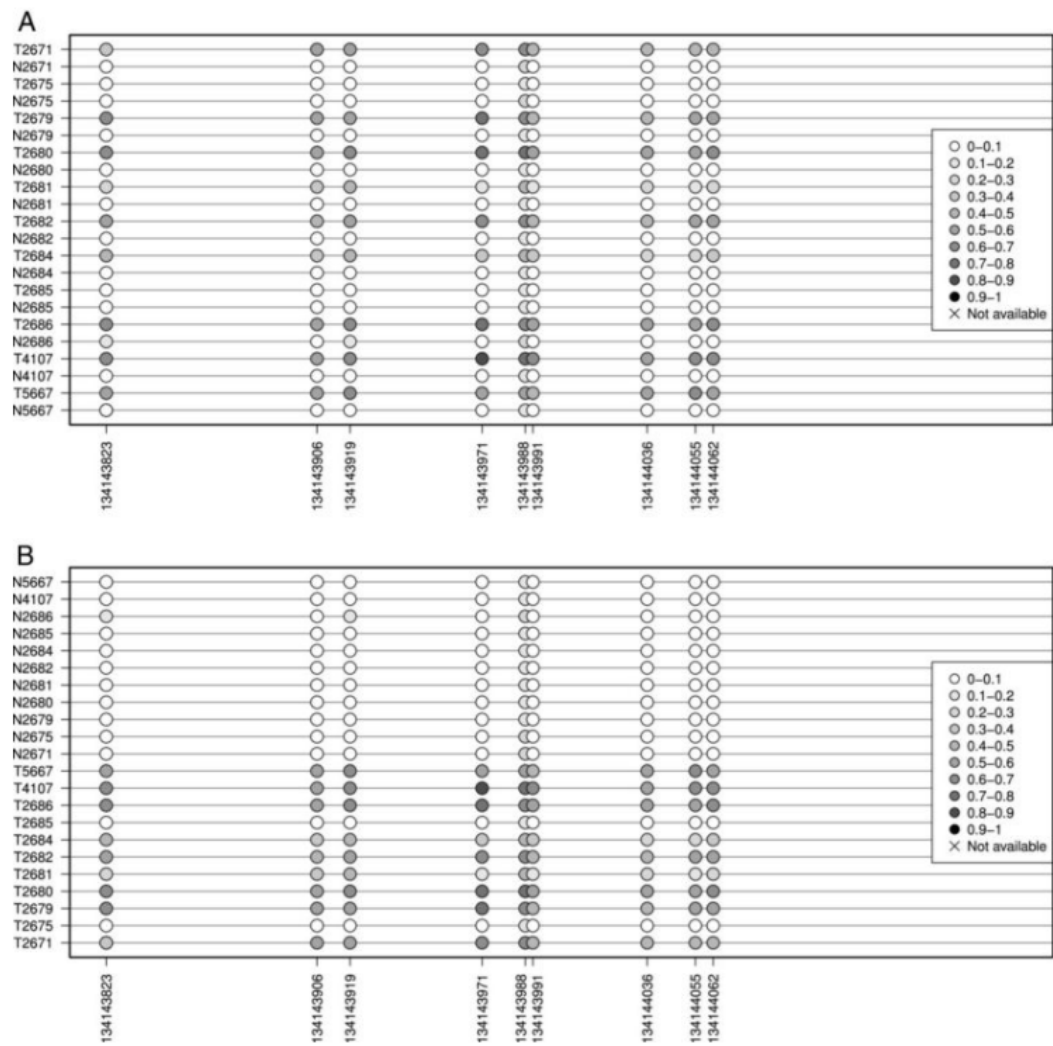 A
T2671
N2671
T2675
N2675
T2679
N2679
T2680
N2680
T2681
N2681
T2682
N2682
T2684
N2684
T2685
N2685
T2686
N2686
T4107
N4107
T5667
N5667
0-0.1
0.1-0.2
0.2-0.3
0.3-0.4
0.4-0.5
0.5-0.6
0.6-0.7
0.7-0.8
0.8-0.9
0.9-1
Not available
134143823
134143906
134143919
134143971
134143988
134143991
134144036
134144055
134144062
B
N5667
N4107
N2686
N2685
N2684
N2682
N2681
N2680
N2679
N2675
N2671
T5667
T4107
T2686
T2685
T2684
T2682
T2681
T2680
T2679
T2675
T2671
0-0.1
0.1-0.2
0.2-0.3
0.3-0.4
0.4-0.5
0.5-0.6
0.6-0.7
0.7-0.8
0.8-0.9
0.9-1
Not available
134143823
134143906
134143919
134143971
134143988
134143991
134144036
134144055
134144062